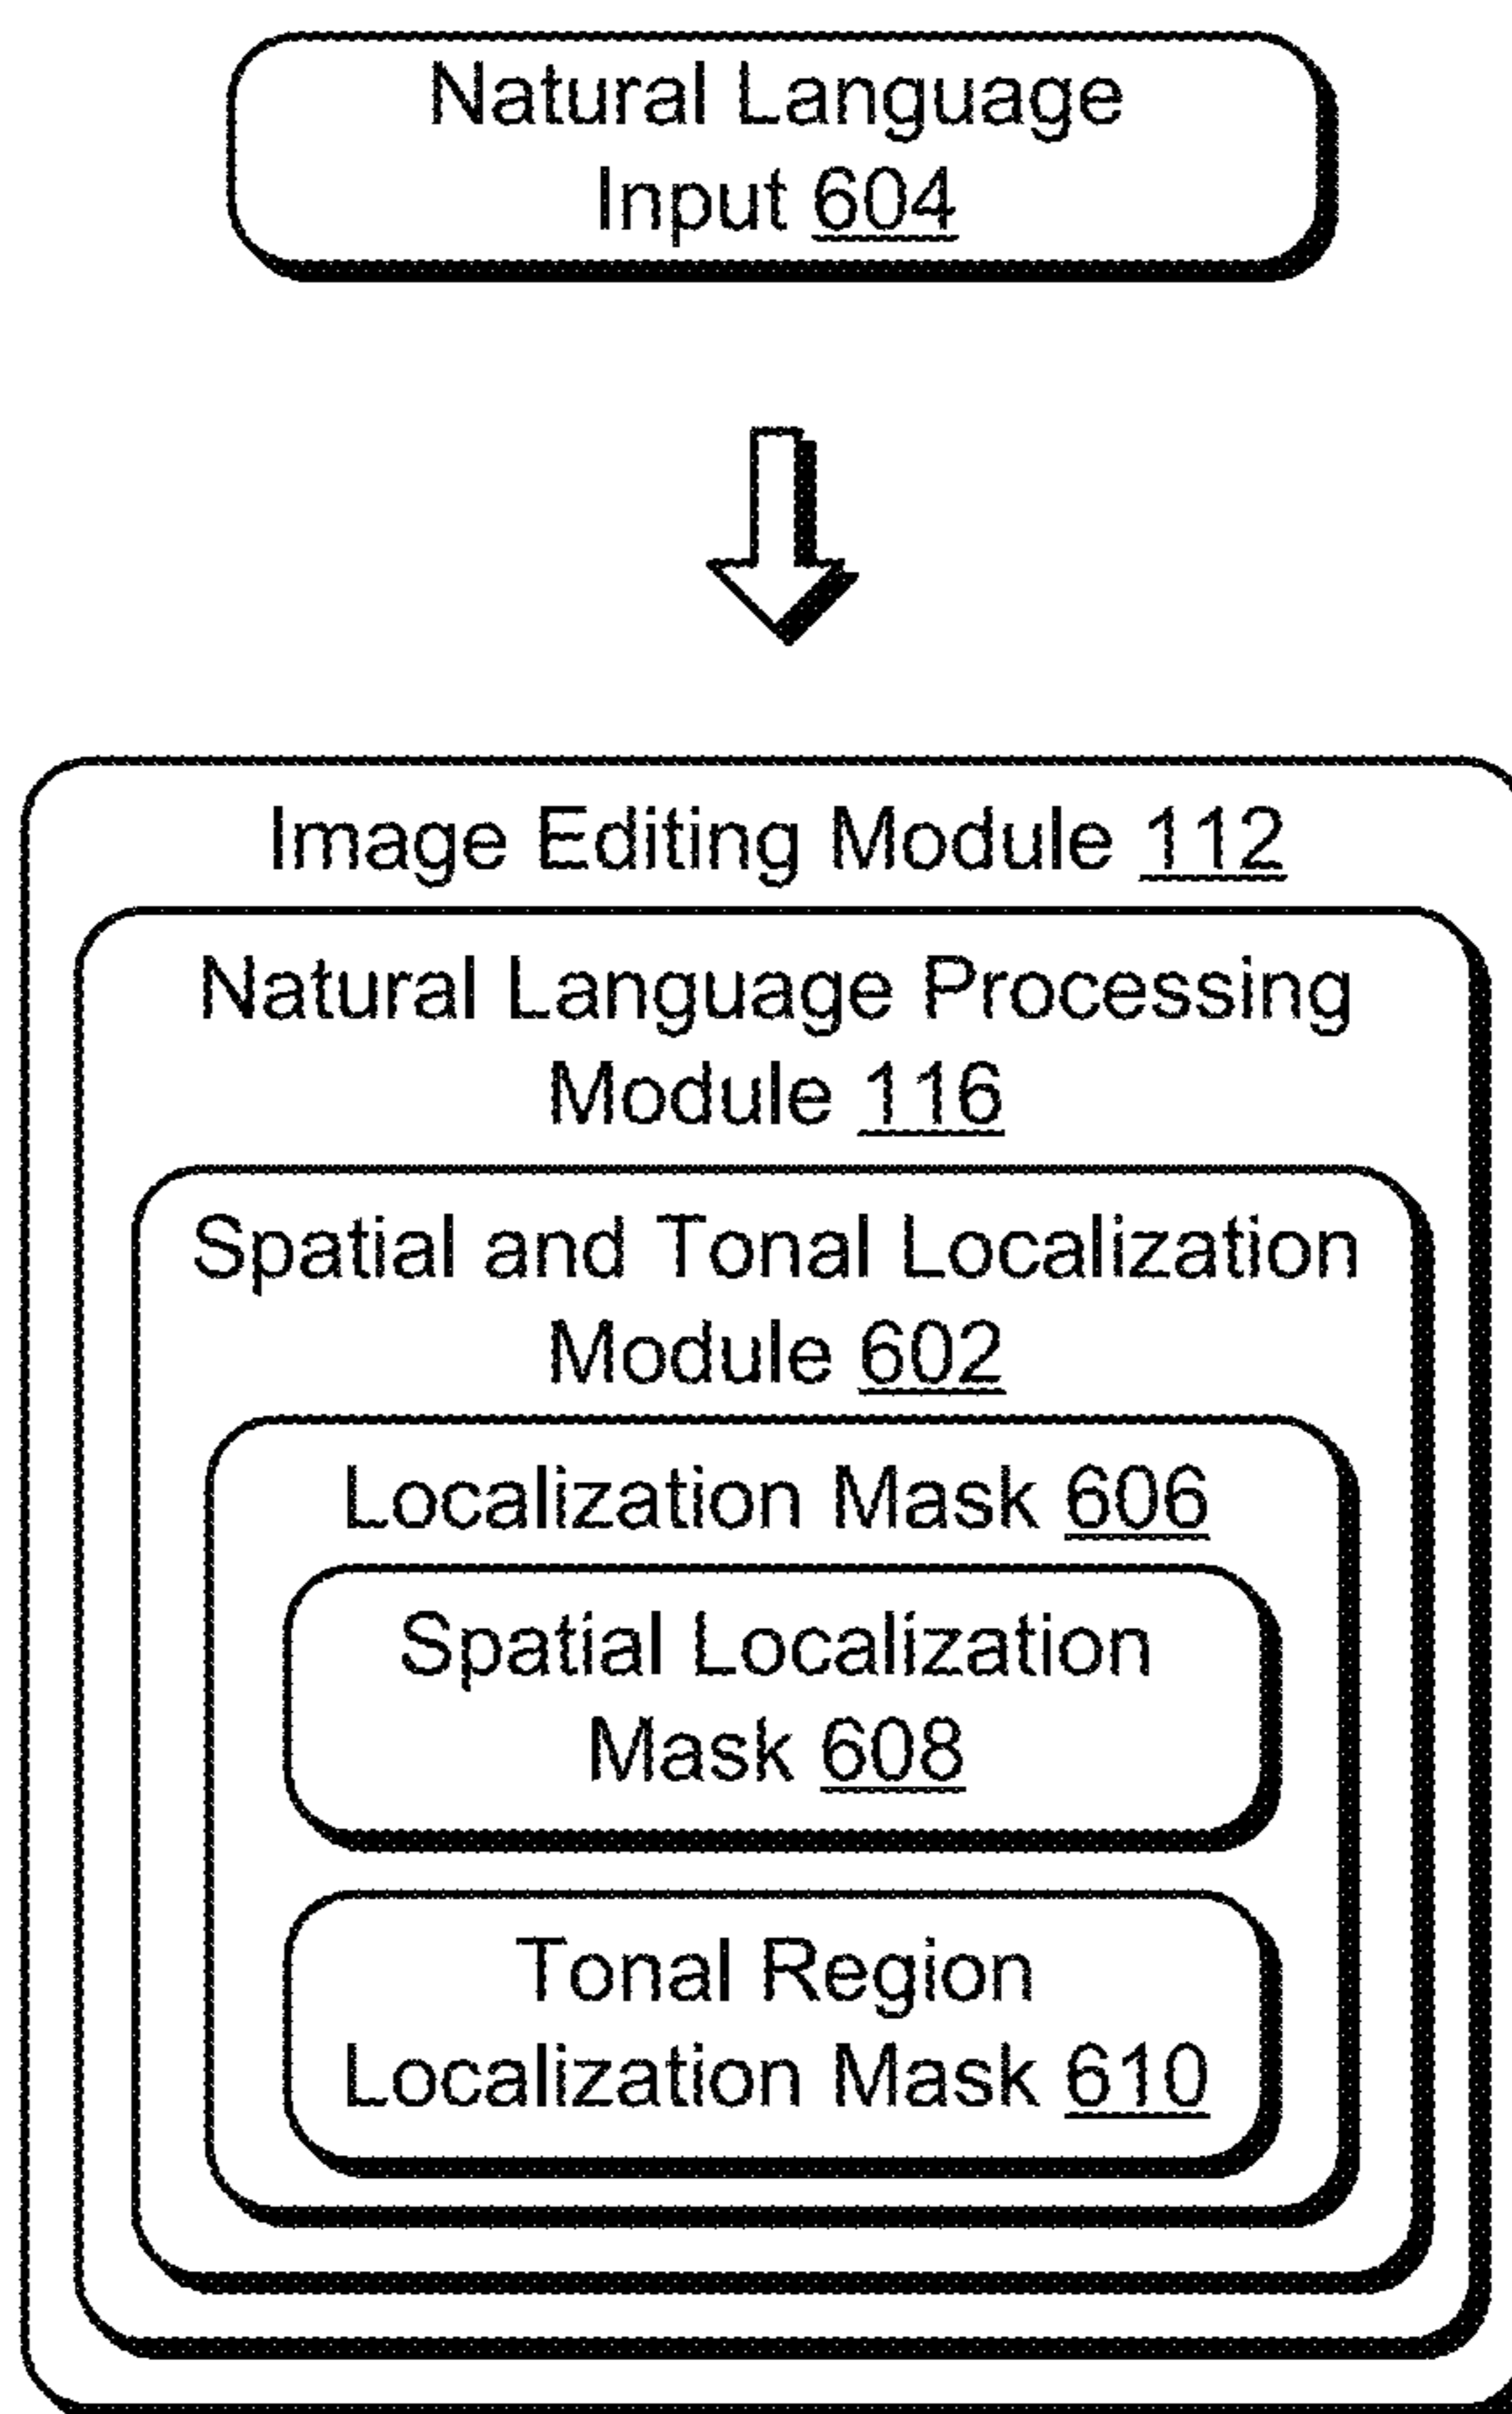 Natural Language
Input 604
Image Editing Module 112
Natural Language Processing
Module 116
Spatial and Tonal Localization
Module 602
Localization Mask 606
Spatial Localization
Mask 608
Tonal Region
Localization Mask 610